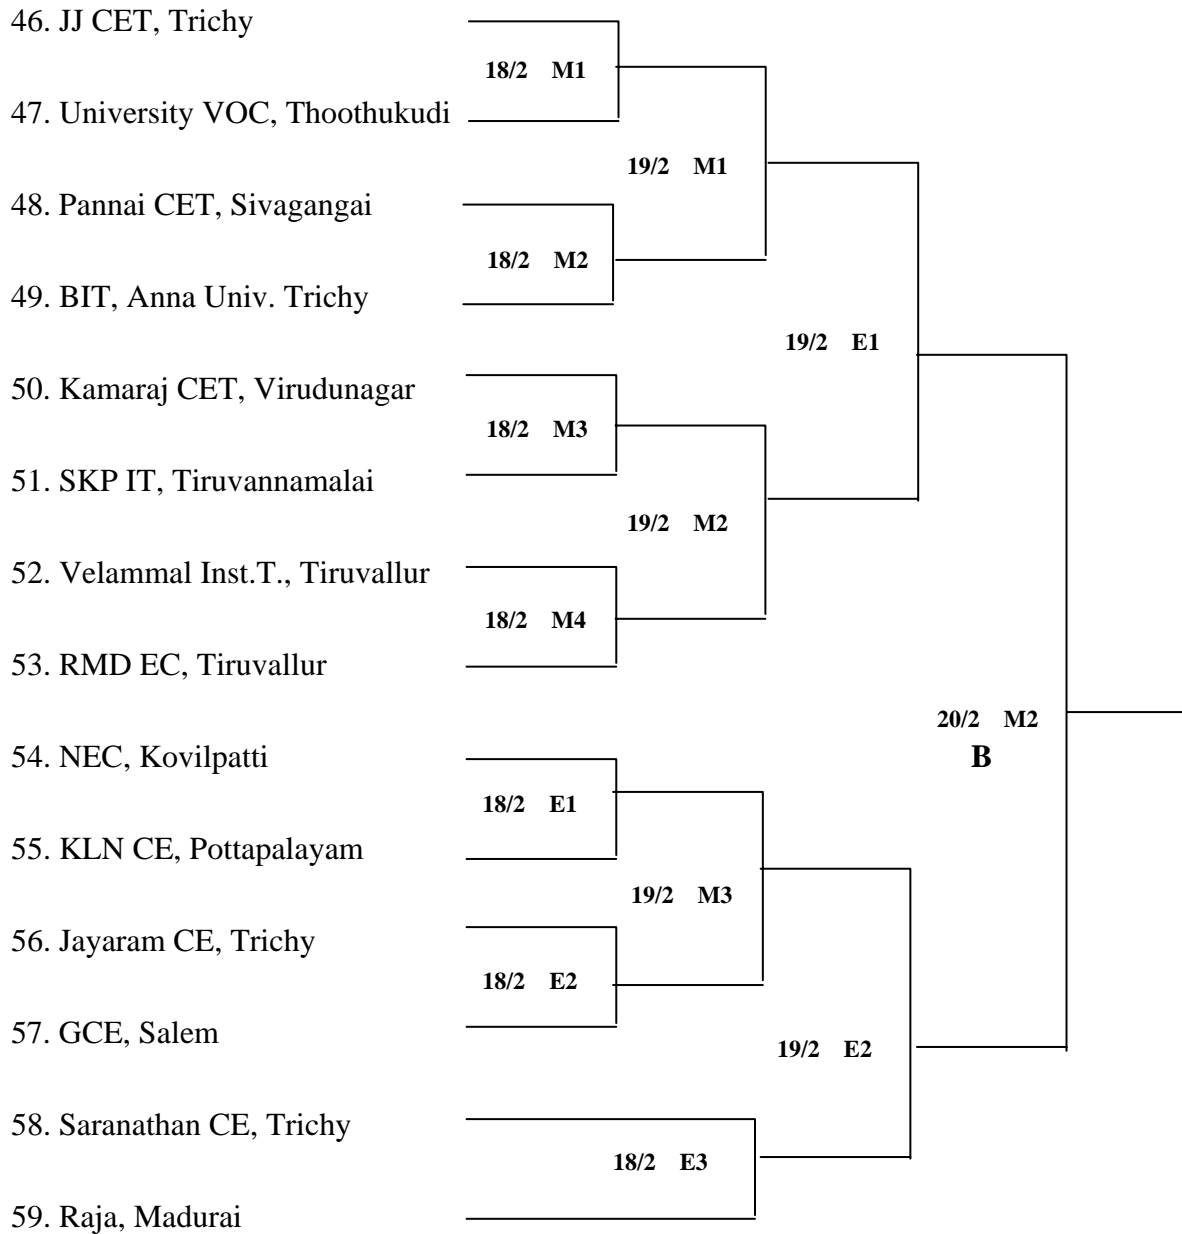 46. JJ CET, Trichy
18/2 M1
47. University VOC, Thoothukudi
19/2 M1
48. Pannai CET, Sivagangai
18/2 M2
49. BIT, Anna Univ. Trichy
19/2 E1
50. Kamaraj CET, Virudunagar
18/2 M3
51. SKP IT, Tiruvannamalai
19/2 M2
52. Velammal Inst.T., Tiruvallur
18/2 M4
53. RMD EC, Tiruvallur
20/2 M2
B
54. NEC, Kovilpatti
18/2 E1
55. KLN CE, Pottapalayam
19/2 M3
56. Jayaram CE, Trichy
18/2 E2
57. GCE, Salem
19/2 E2
58. Saranathan CE, Trichy
18/2 E3
59. Raja, Madurai